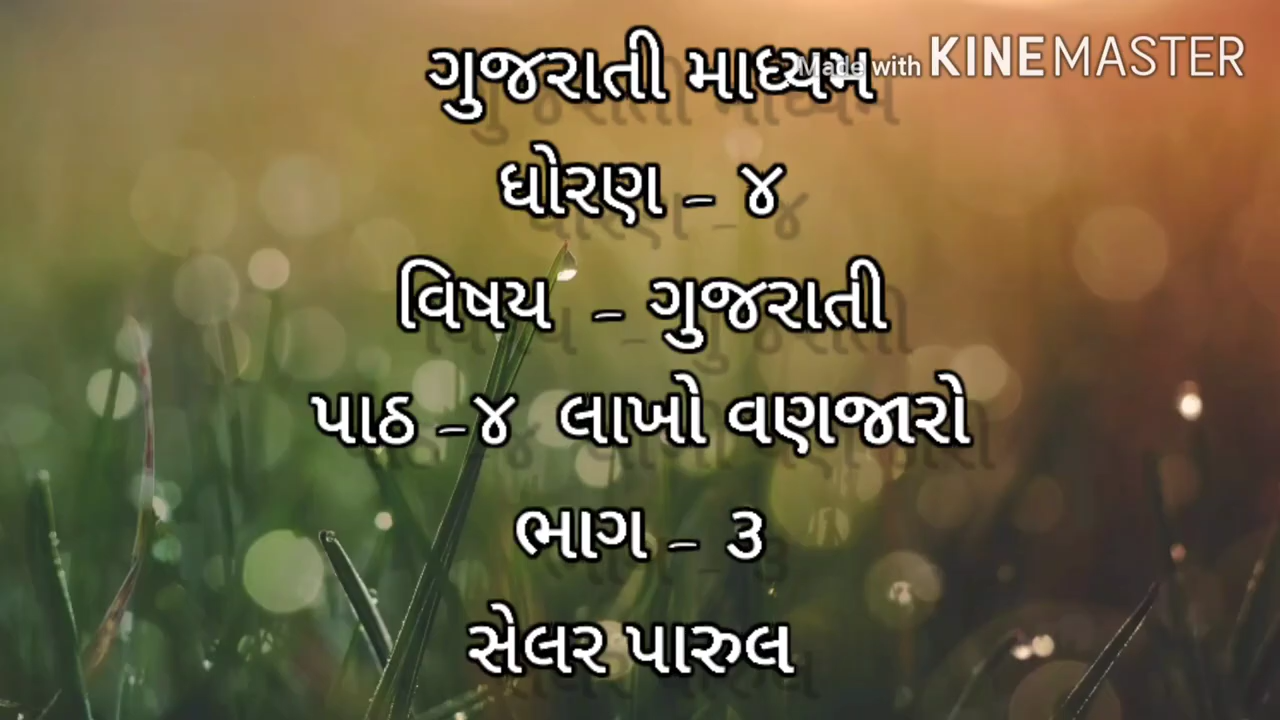 ગુજરાતી માધ્યમ
Made with KINEMASTER
ધોરણ - ૪
વિષય - ગુજરાતી
પાઠ -૪ લાખો વણજારો
ભાગ - ૩
સેલર પારુલ